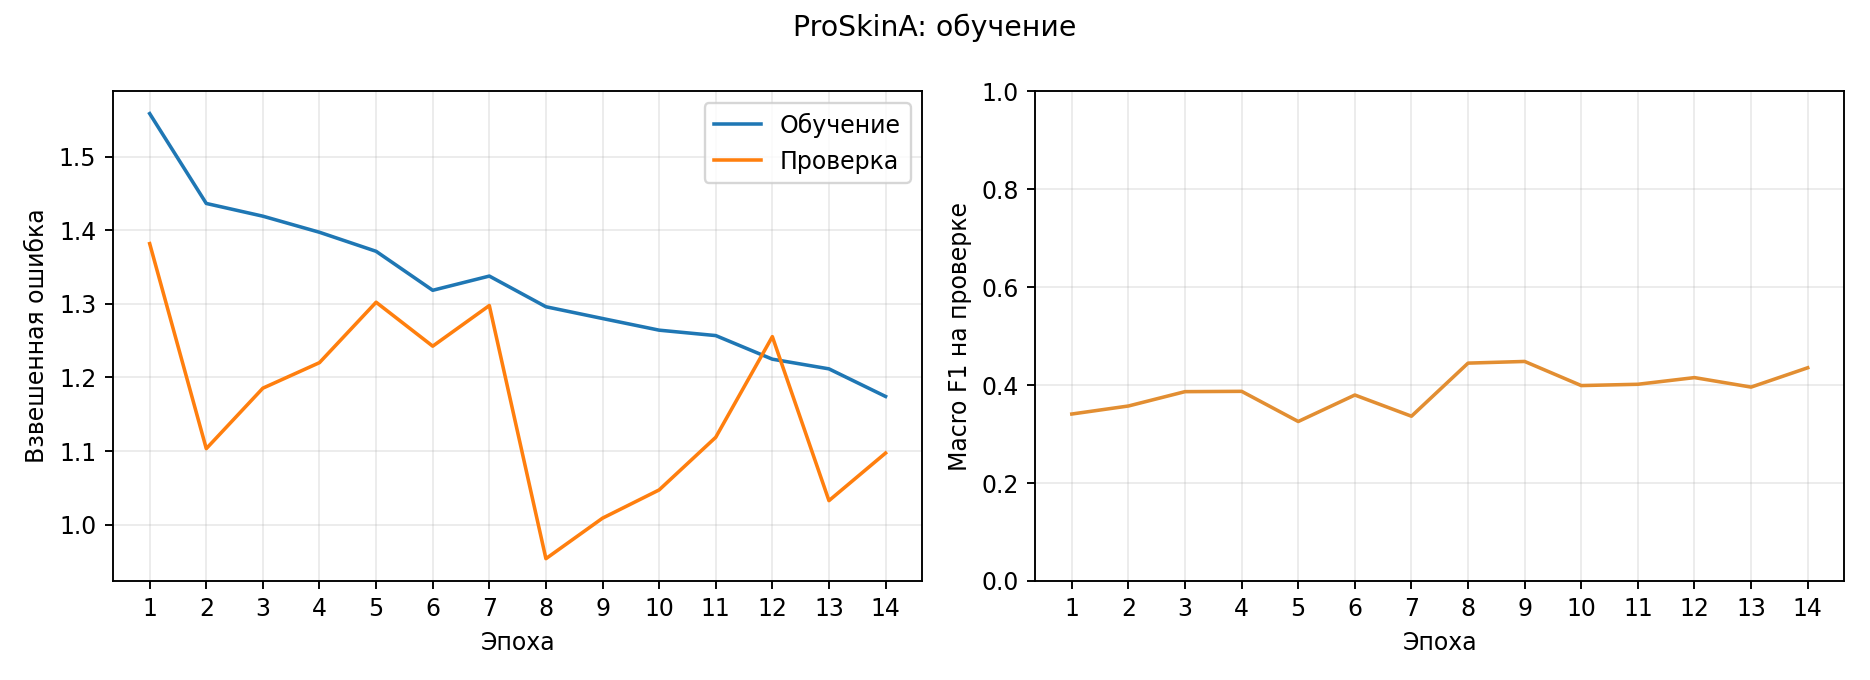 ProSkinA: обучение
Взвешенная ошибка
1.5
1.4
1.3
1.2
1.1
1.0
Обучение
Проверка
1 2 3 4 5 6 7 8 9 10 11 12 13 14
Эпоха
Macro F1 на проверке
1.0
0.8
0.6
0.4
0.2
0.0
1 2 3 4 5 6 7 8 9 10 11 12 13 14
Эпоха